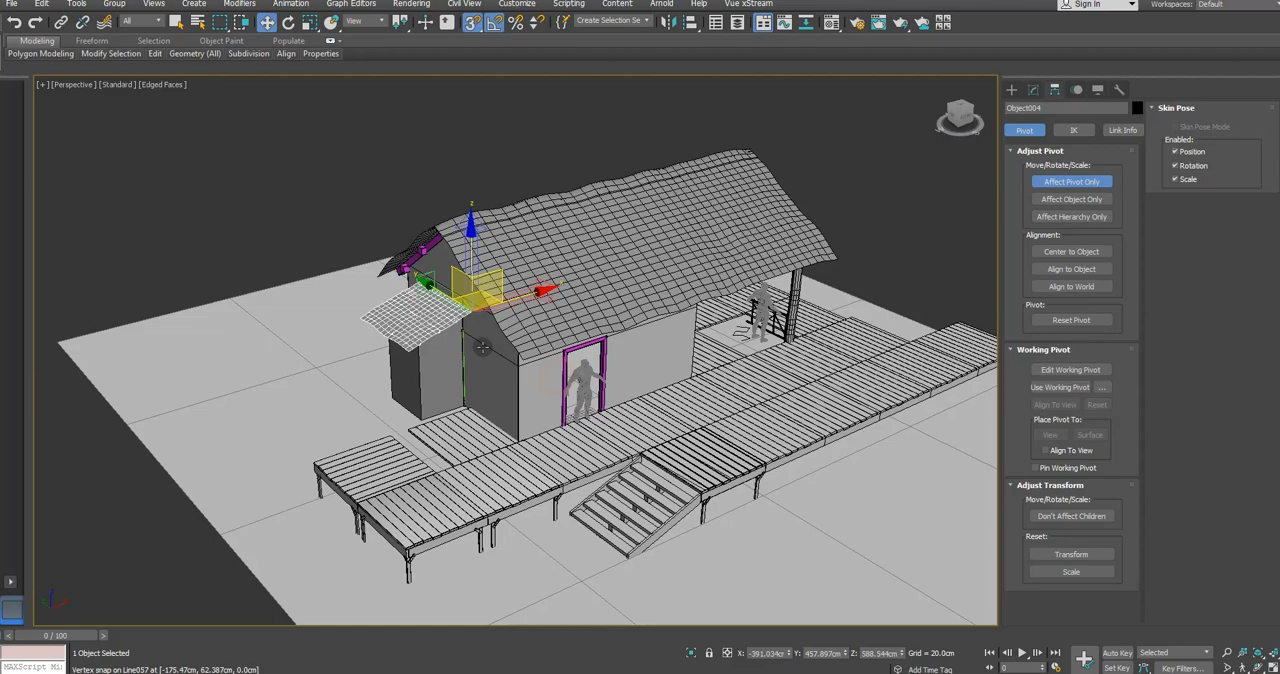 File Edit Tools Group Views Create Modifiers Animation Graph Editors Rendering Civil View Customize Scripting Content Arnold Help Vue xStream
Sign In Workspaces: Default
All View Create Selection Se
Modeling Freeform Selection Object Paint Populate
Polygon Modeling Modify Selection Edit Geometry (All) Subdivision Align Properties
[+] [Perspective] [Standard] [Edged Faces]
Object004
Skin Pose
Skin Pose Mode
Pivot IK Link Info
Enabled:
Adjust Pivot
Position
Move/Rotate/Scale:
Rotation
Affect Pivot Only
Scale
Affect Object Only
Affect Hierarchy Only
Alignment:
Center to Object
Align to Object
Align to World
Pivot:
Reset Pivot
Working Pivot
Edit Working Pivot
Use Working Pivot ...
Align To View Reset
Place Pivot To:
View Surface
Align To View
Pin Working Pivot
Adjust Transform
Move/Rotate/Scale:
Don't Affect Children
Reset:
Transform
Scale
z
0 / 100
1 Object Selected
X: -391.034cr Y: 457.897cr Z: 588.544cm Grid = 20.0cm
Auto Key Selected
MAXScript Mi
Vertex snap on Line057 at [-175.47cm, 62.387cm, 0.0cm]
Add Time Tag
0
Set Key Key Filters...